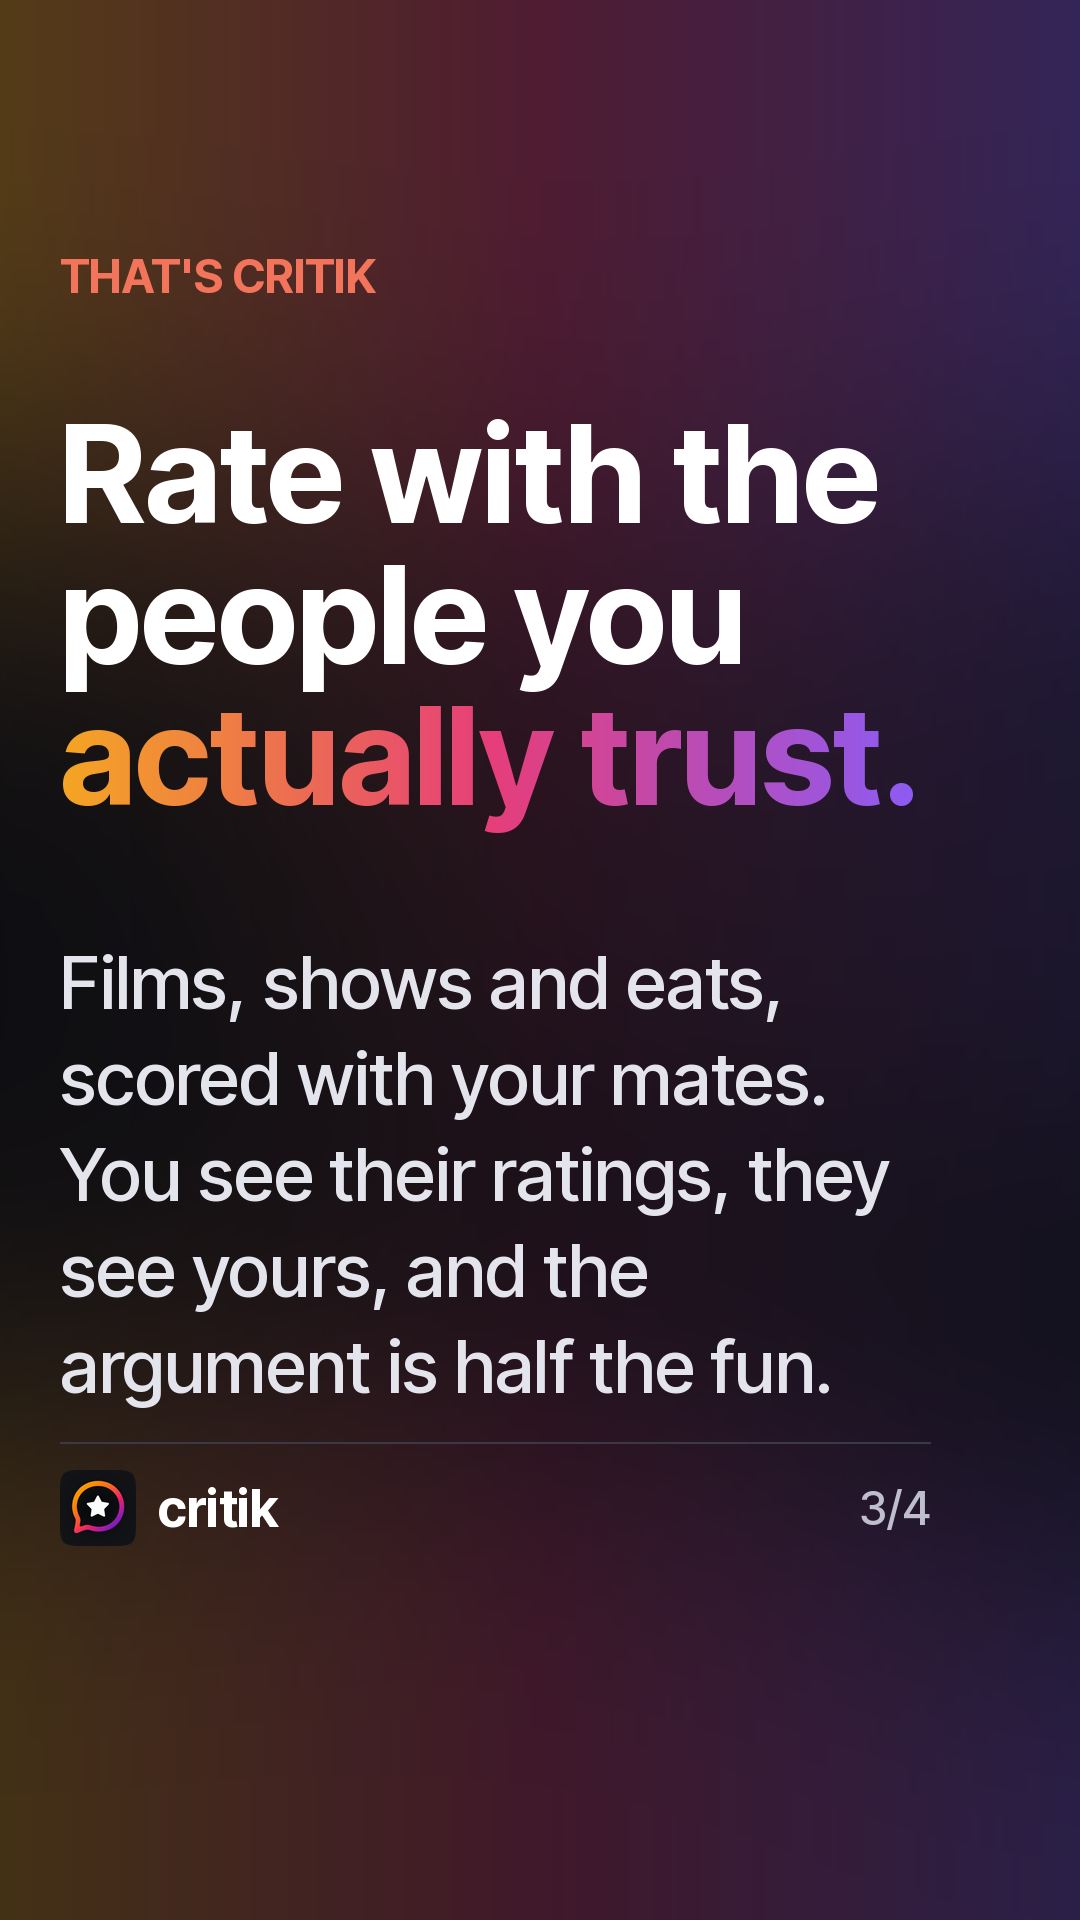 THAT'S CRITIK
Rate with the
people you
actually trust.
Films, shows and eats,
scored with your mates.
You see their ratings, they
see yours, and the
argument is half the fun.
critik
3/4